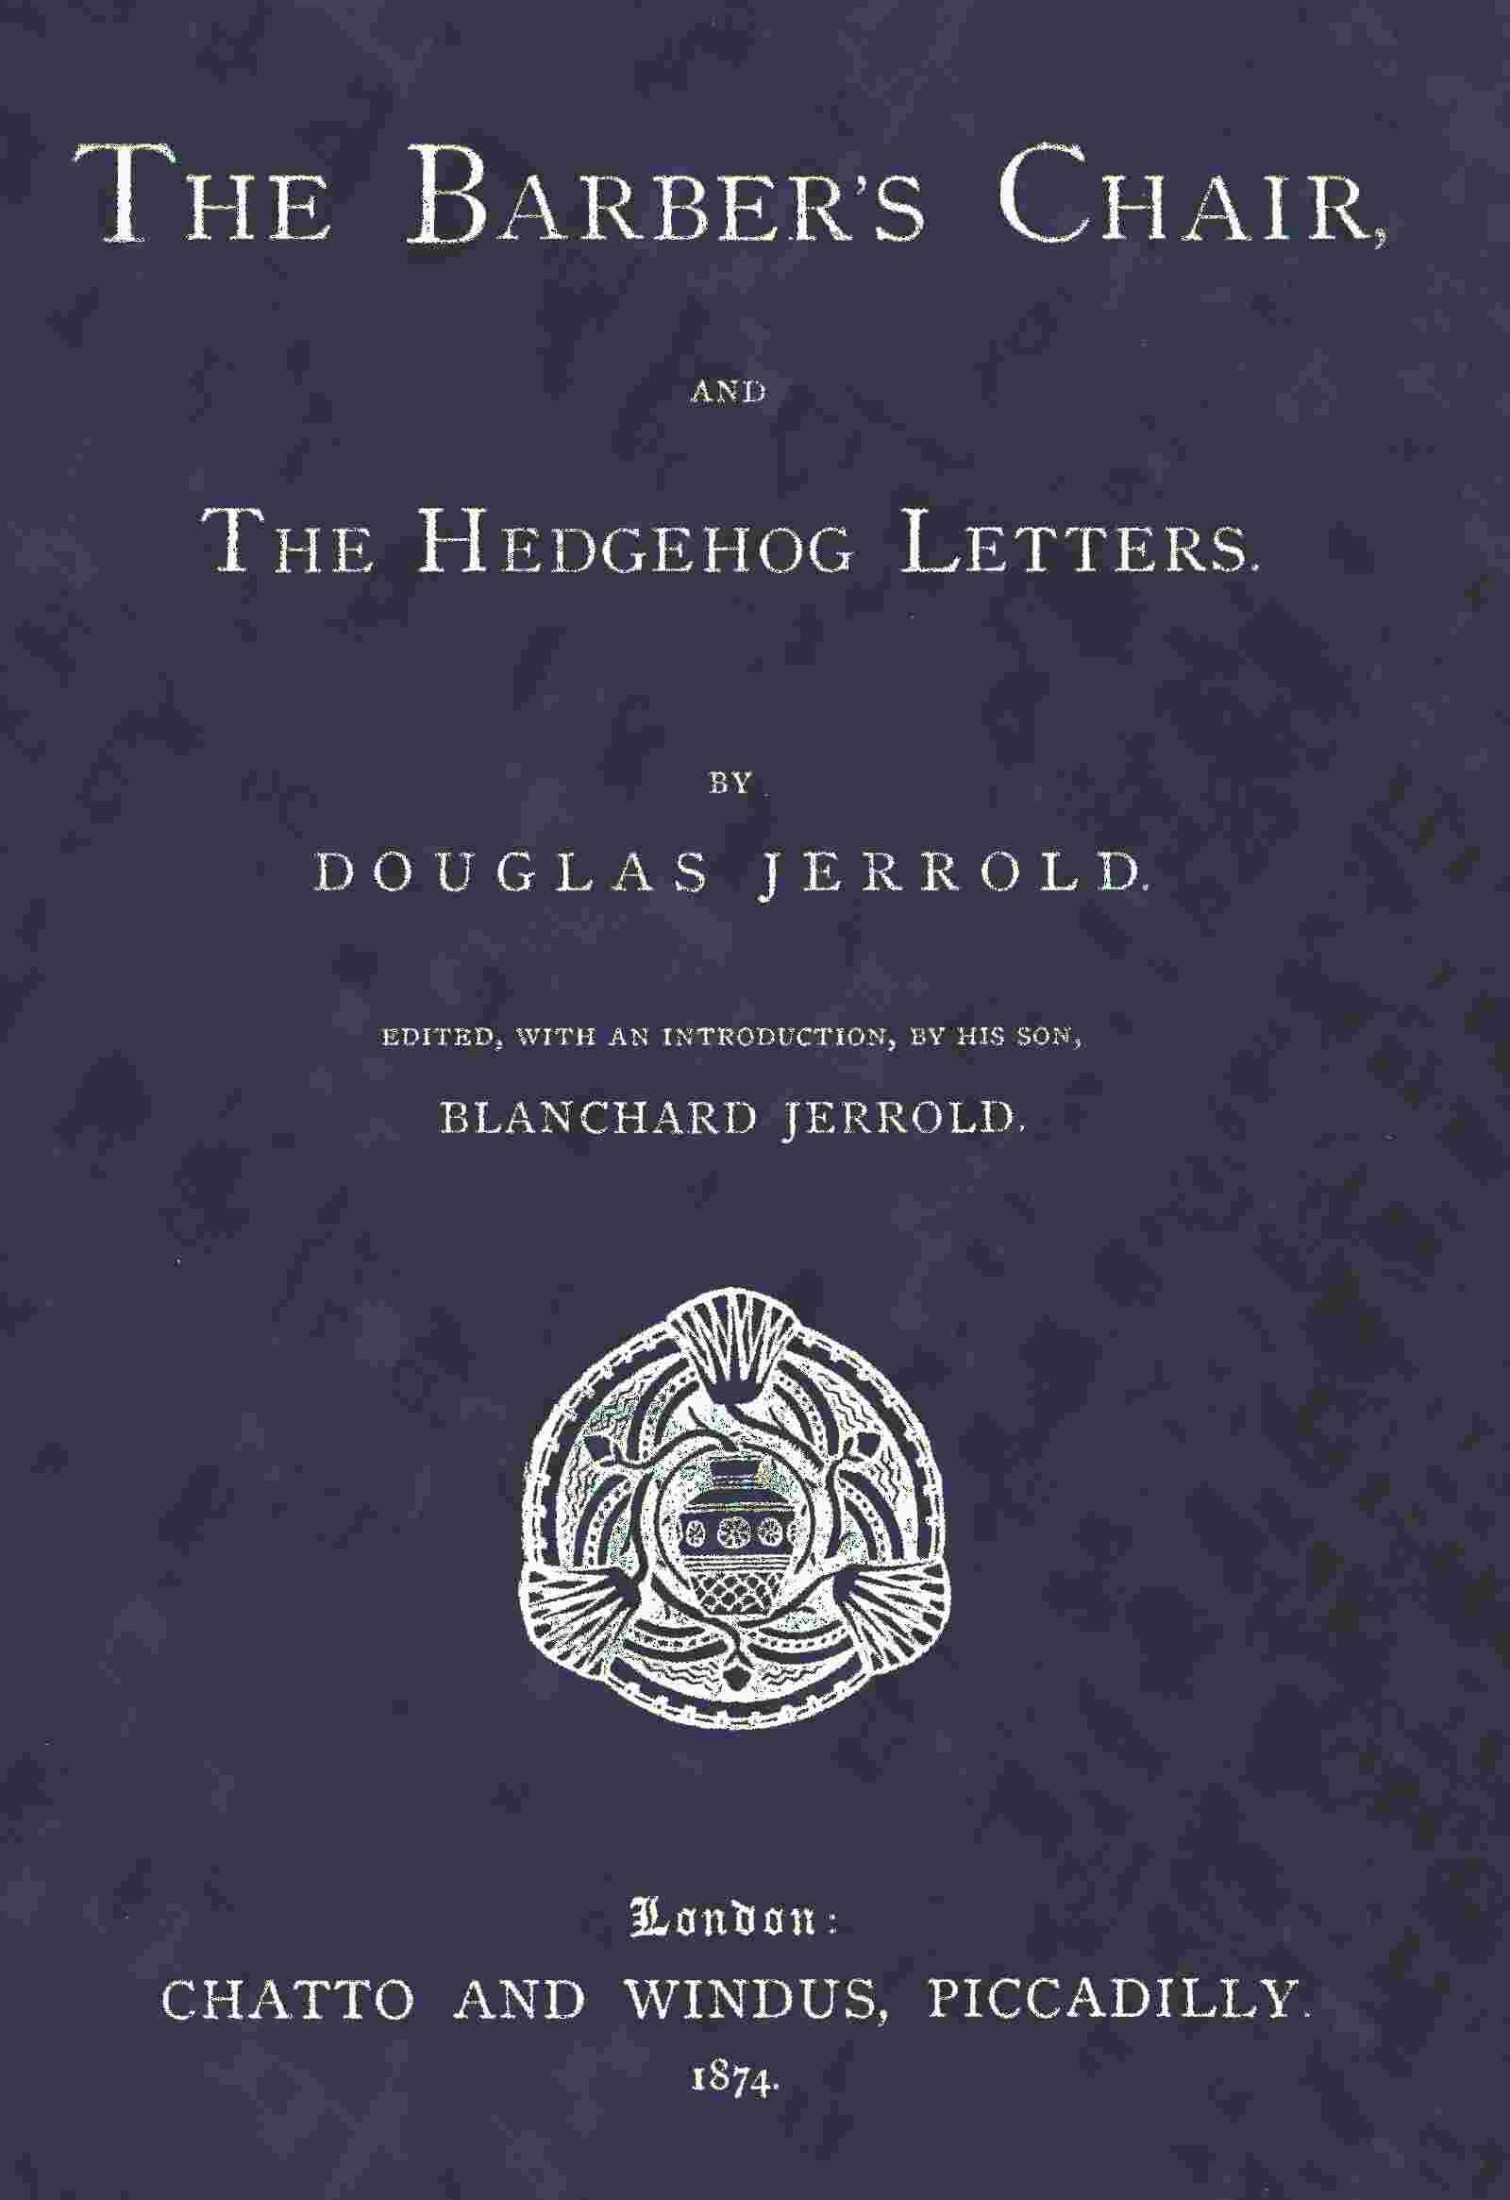 THE BARBER'S CHAIR,
AND
THE HEDGEHOG LETTERS.
BY
DOUGLAS JERROLD.
EDITED, WITH AN INTRODUCTION, BY HIS SON,
BLANCHARD JERROLD.
London:
CHATTO AND WINDUS, PICCADILLY.
1874.